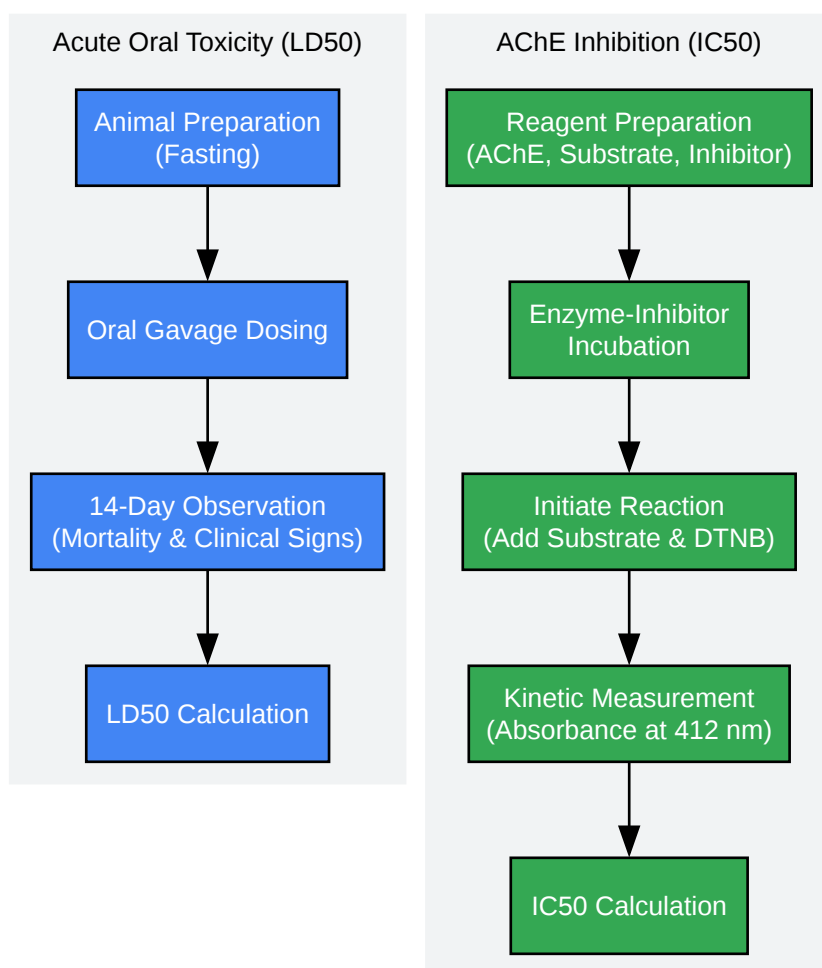 Acute Oral Toxicity (LD50)
Animal Preparation
(Fasting)
Oral Gavage Dosing
14-Day Observation
(Mortality & Clinical Signs)
LD50 Calculation
AChE Inhibition (IC50)
Reagent Preparation
(AChE, Substrate, Inhibitor)
Enzyme-Inhibitor
Incubation
Initiate Reaction
(Add Substrate & DTNB)
Kinetic Measurement
(Absorbance at 412 nm)
IC50 Calculation